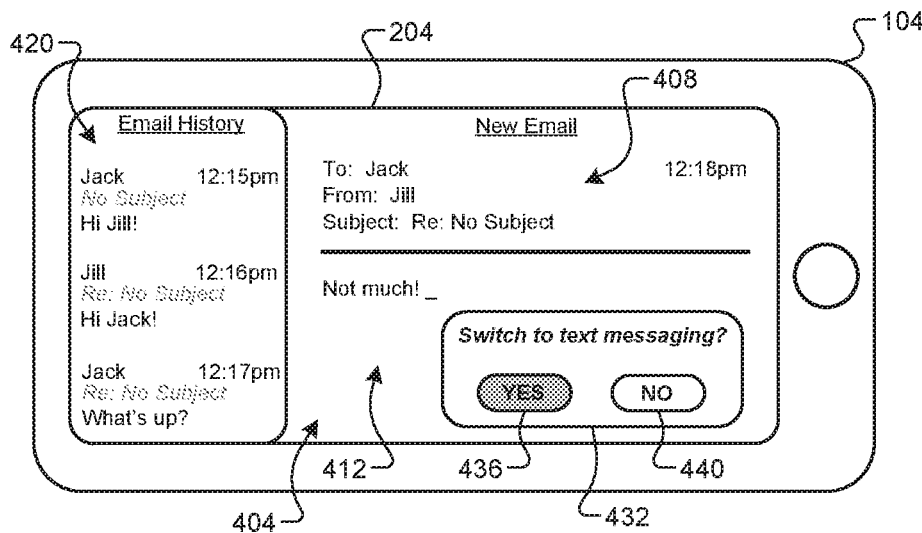 420
204
104
408
Email History
Jack 12:15pm
No Subject
Hi Jill!
Jill 12:16pm
Re: No Subject
Hi Jack!
Jack 12:17pm
Re: No Subject
What's up?
New Email
To: Jack 12:18pm
From: Jill
Subject: Re: No Subject
Not much! _
Switch to text messaging?
YES NO
412
436
440
404
432